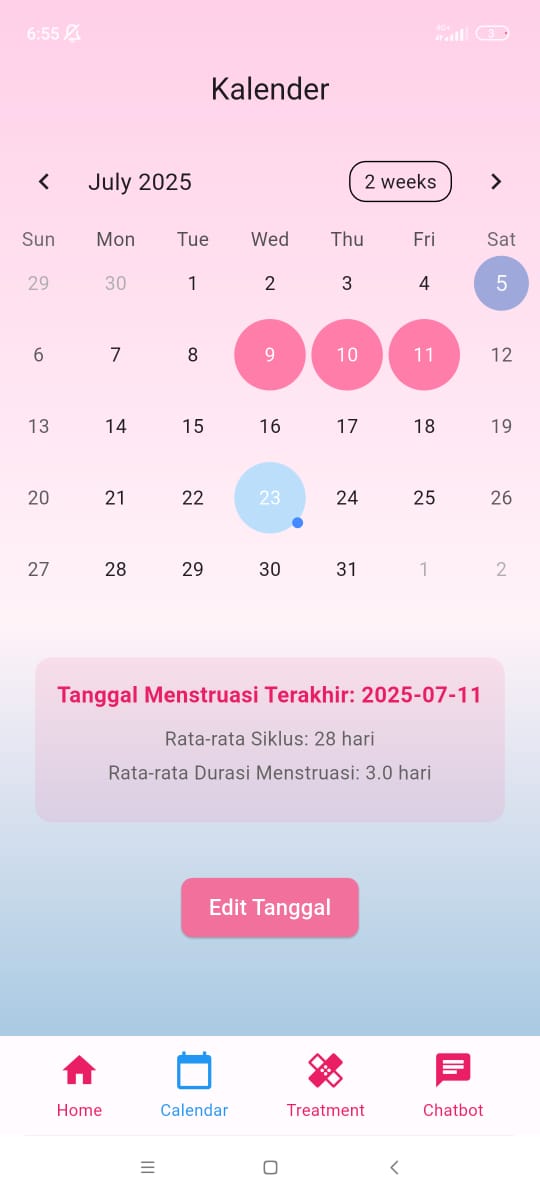 6:55
4G+
3
Kalender
July 2025
2 weeks
Sun Mon Tue Wed Thu Fri Sat
29 30 1 2 3 4 5
6 7 8 9 10 11 12
13 14 15 16 17 18 19
20 21 22 23 24 25 26
27 28 29 30 31 1 2
Tanggal Menstruasi Terakhir: 2025-07-11
Rata-rata Siklus: 28 hari
Rata-rata Durasi Menstruasi: 3.0 hari
Edit Tanggal
Home Calendar Treatment Chatbot